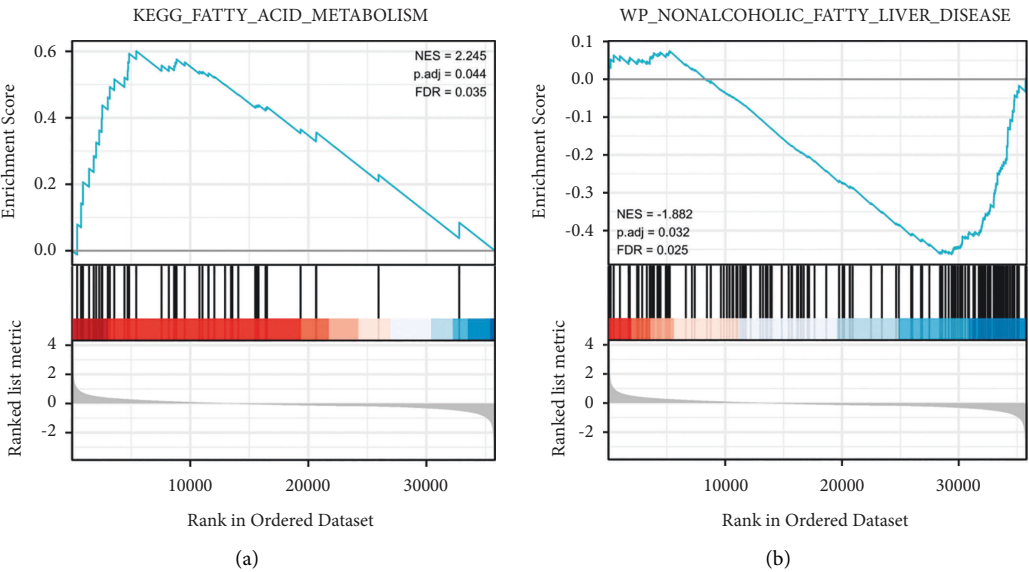 KEGG_FATTY_ACID_METABOLISM
Enrichment Score
0.6
0.4
0.2
0.0
NES = 2.245
p.adj = 0.044
FDR = 0.035
Ranked list metric
4
2
0
-2
10000 20000 30000
Rank in Ordered Dataset
(a)
WP_NONALCOHOLIC_FATTY_LIVER_DISEASE
Enrichment Score
0.1
0.0
-0.1
-0.2
-0.3
-0.4
NES = -1.882
p.adj = 0.032
FDR = 0.025
Ranked list metric
4
2
0
-2
10000 20000 30000
Rank in Ordered Dataset
(b)